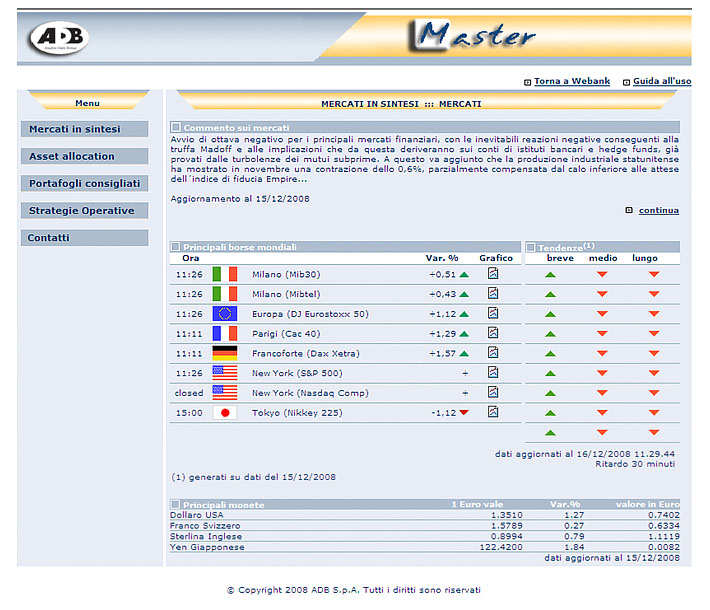 ADB
Master
Torna a Webank Guida all'uso
Menu
MERCATI IN SINTESI ::: MERCATI
Mercati in sintesi
Asset allocation
Portafogli consigliati
Strategie Operative
Contatti
Commento sui mercati
Avvio di ottava negativo per i principali mercati finanziari, con le inevitabili reazioni negative conseguenti alla
truffa Madoff e alle implicazioni che da questa deriveranno sui conti di istituti bancari e hedge funds, già
provati dalle turbolenze dei mutui subprime. A questo va aggiunto che la produzione industriale statunitense
ha mostrato in novembre una contrazione dello 0,6%, parzialmente compensata dal calo inferiore alle attese
dell´indice di fiducia Empire...
Aggiornamento al 15/12/2008
continua
Principali borse mondiali
Tendenze(1)
Ora Var. % Grafico breve medio lungo
11:26 Milano (Mib30) +0,51
11:26 Milano (Mibtel) +0,43
11:26 Europa (DJ Eurostoxx 50) +1,12
11:11 Parigi (Cac 40) +1,29
11:11 Francoforte (Dax Xetra) +1,57
11:26 New York (S&P 500) +
closed New York (Nasdaq Comp) +
15:00 Tokyo (Nikkey 225) -1,12
dati aggiornati al 16/12/2008 11.29.44
Ritardo 30 minuti
(1) generati su dati del 15/12/2008
Principali monete 1 Euro vale Var.% valore in Euro
Dollaro USA 1.3510 1.27 0.7402
Franco Svizzero 1.5789 0.27 0.6334
Sterlina Inglese 0.8994 0.79 1.1119
Yen Giapponese 122.4200 1.84 0.0082
dati aggiornati al 15/12/2008
© Copyright 2008 ADB S.p.A. Tutti i diritti sono riservati